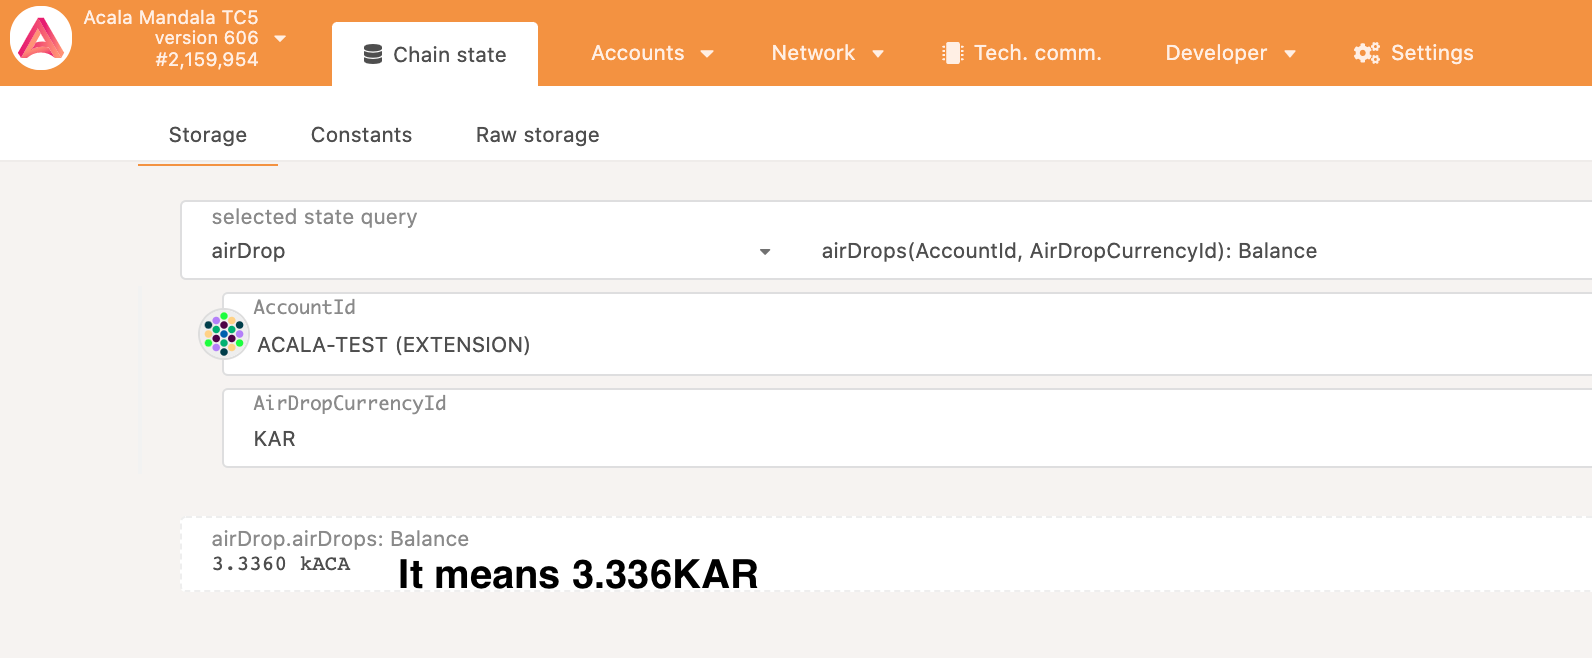 Acala Mandala TC5
version 606
#2,159,954
Chain state
Accounts
Network
Tech. comm.
Developer
Settings
Storage
Constants
Raw storage
selected state query
airDrop
airDrops(AccountId, AirDropCurrencyId): Balance
AccountId
ACALA-TEST (EXTENSION)
AirDropCurrencyId
KAR
airDrop.airDrops: Balance
3.3360 kACA
It means 3.336KAR